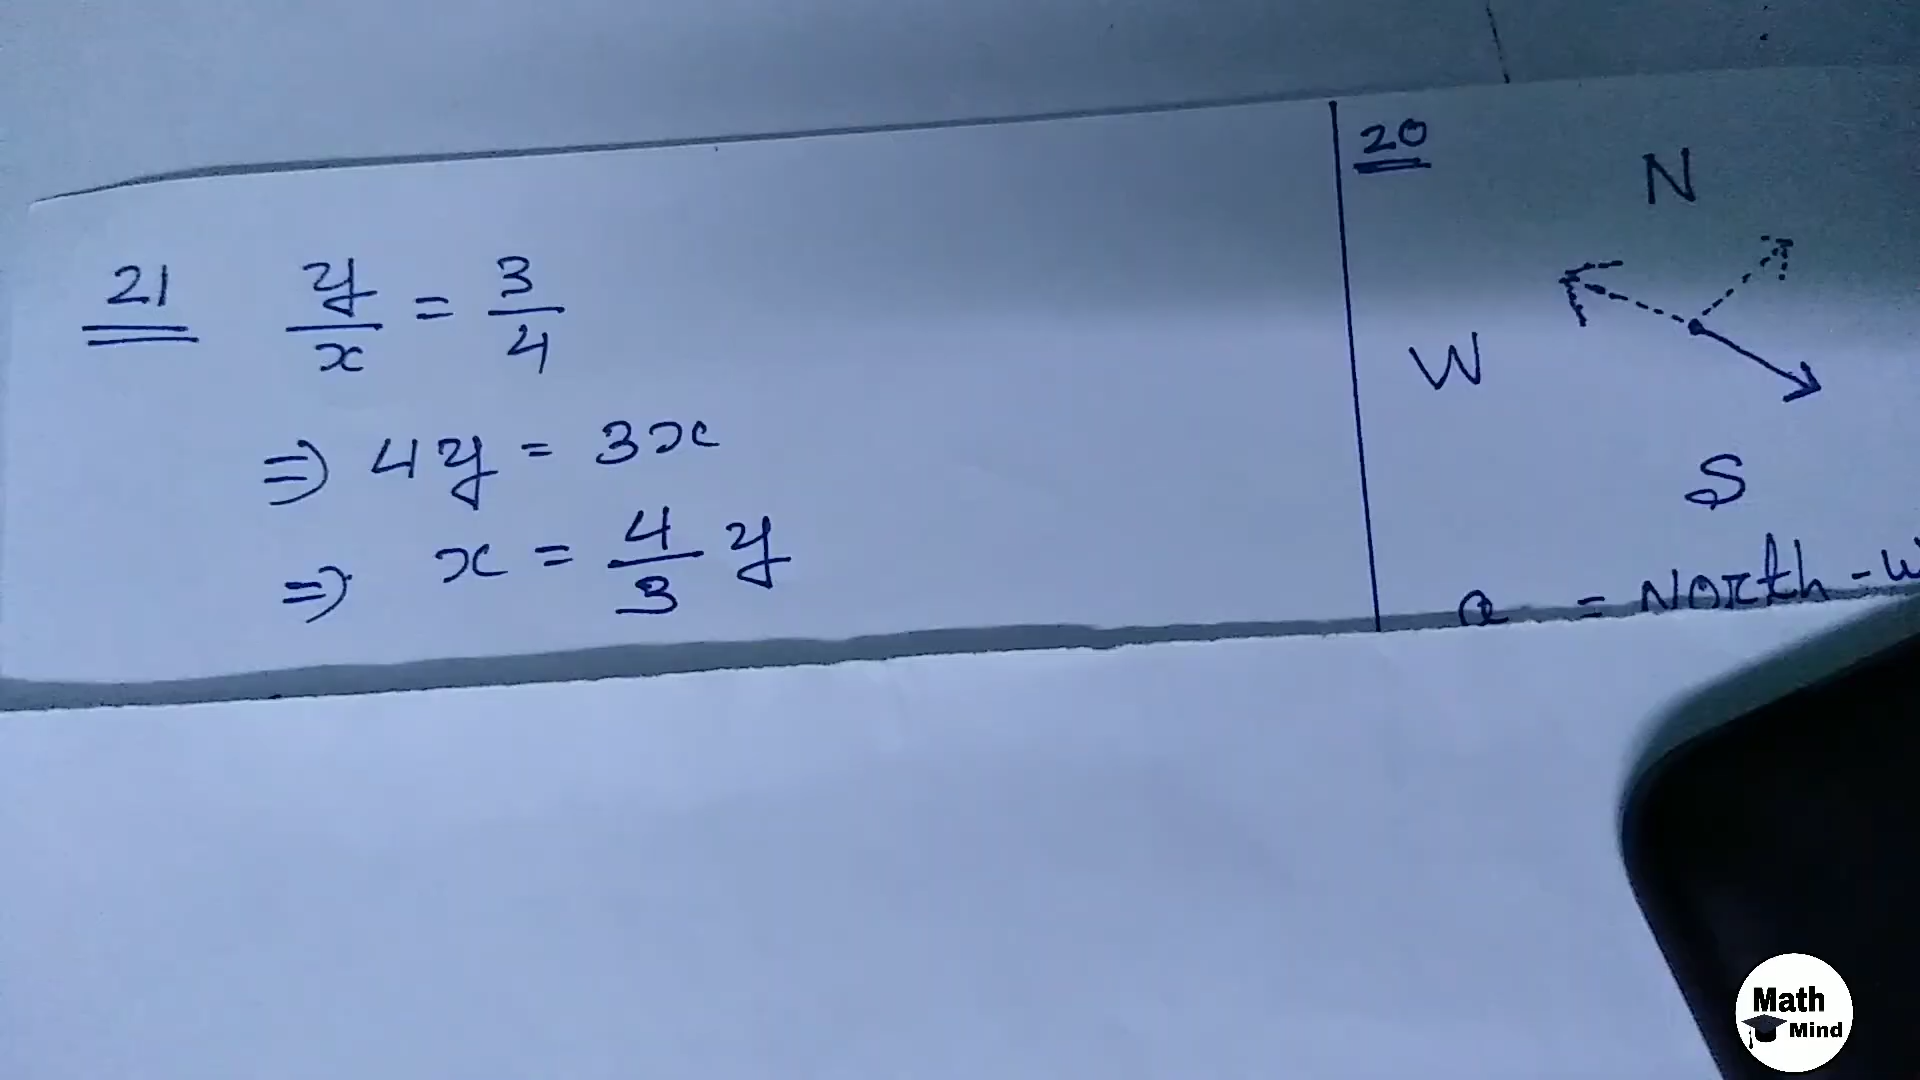 21 y/x = 3/4
⇒ 4y = 3x
⇒ x = 4/3 y
20
N
W
S
a = North-W
Math
Mind